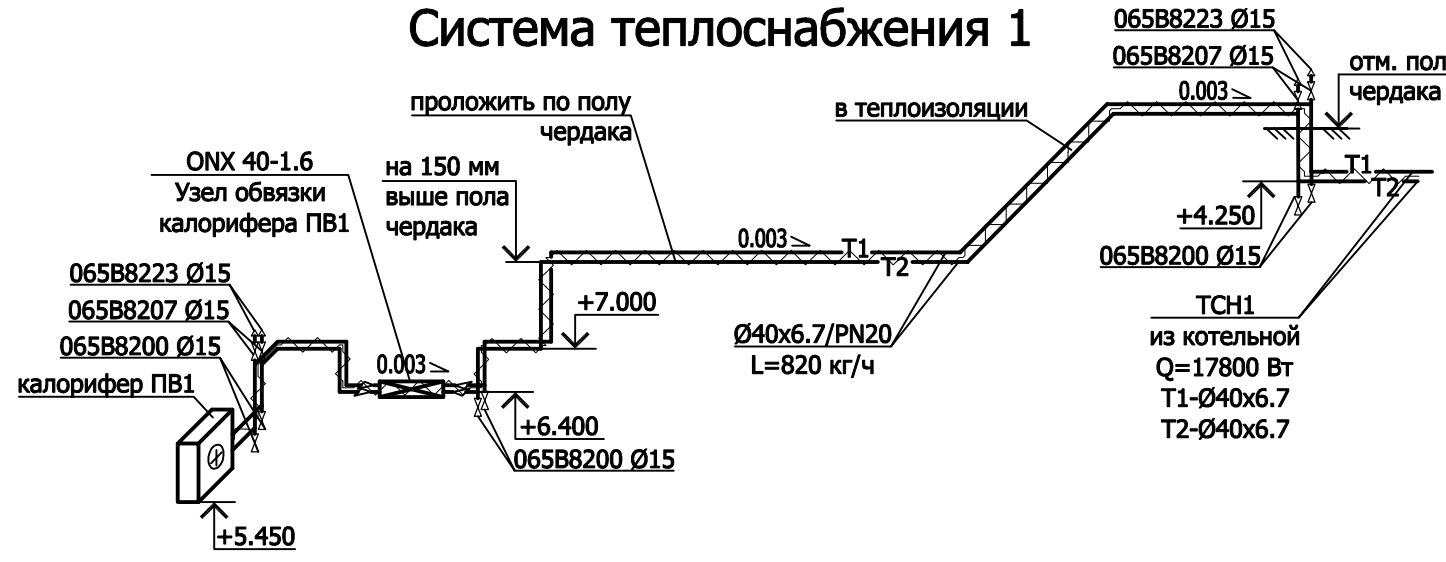 Система теплоснабжения 1
065B8223 Ø15
065B8207 Ø15
отм. пол
чердака
0.003
проложить по полу
чердака
в теплоизоляции
ONX 40-1.6
Узел обвязки
калорифера ПВ1
на 150 мм
выше пола
чердака
T1
T2
+4.250
065B8200 Ø15
0.003
T1
T2
065B8223 Ø15
065B8207 Ø15
065B8200 Ø15
калорифер ПВ1
+7.000
Ø40x6.7/PN20
L=820 кг/ч
ТСН1
из котельной
Q=17800 Вт
T1-Ø40x6.7
T2-Ø40x6.7
0.003
+6.400
065B8200 Ø15
+5.450